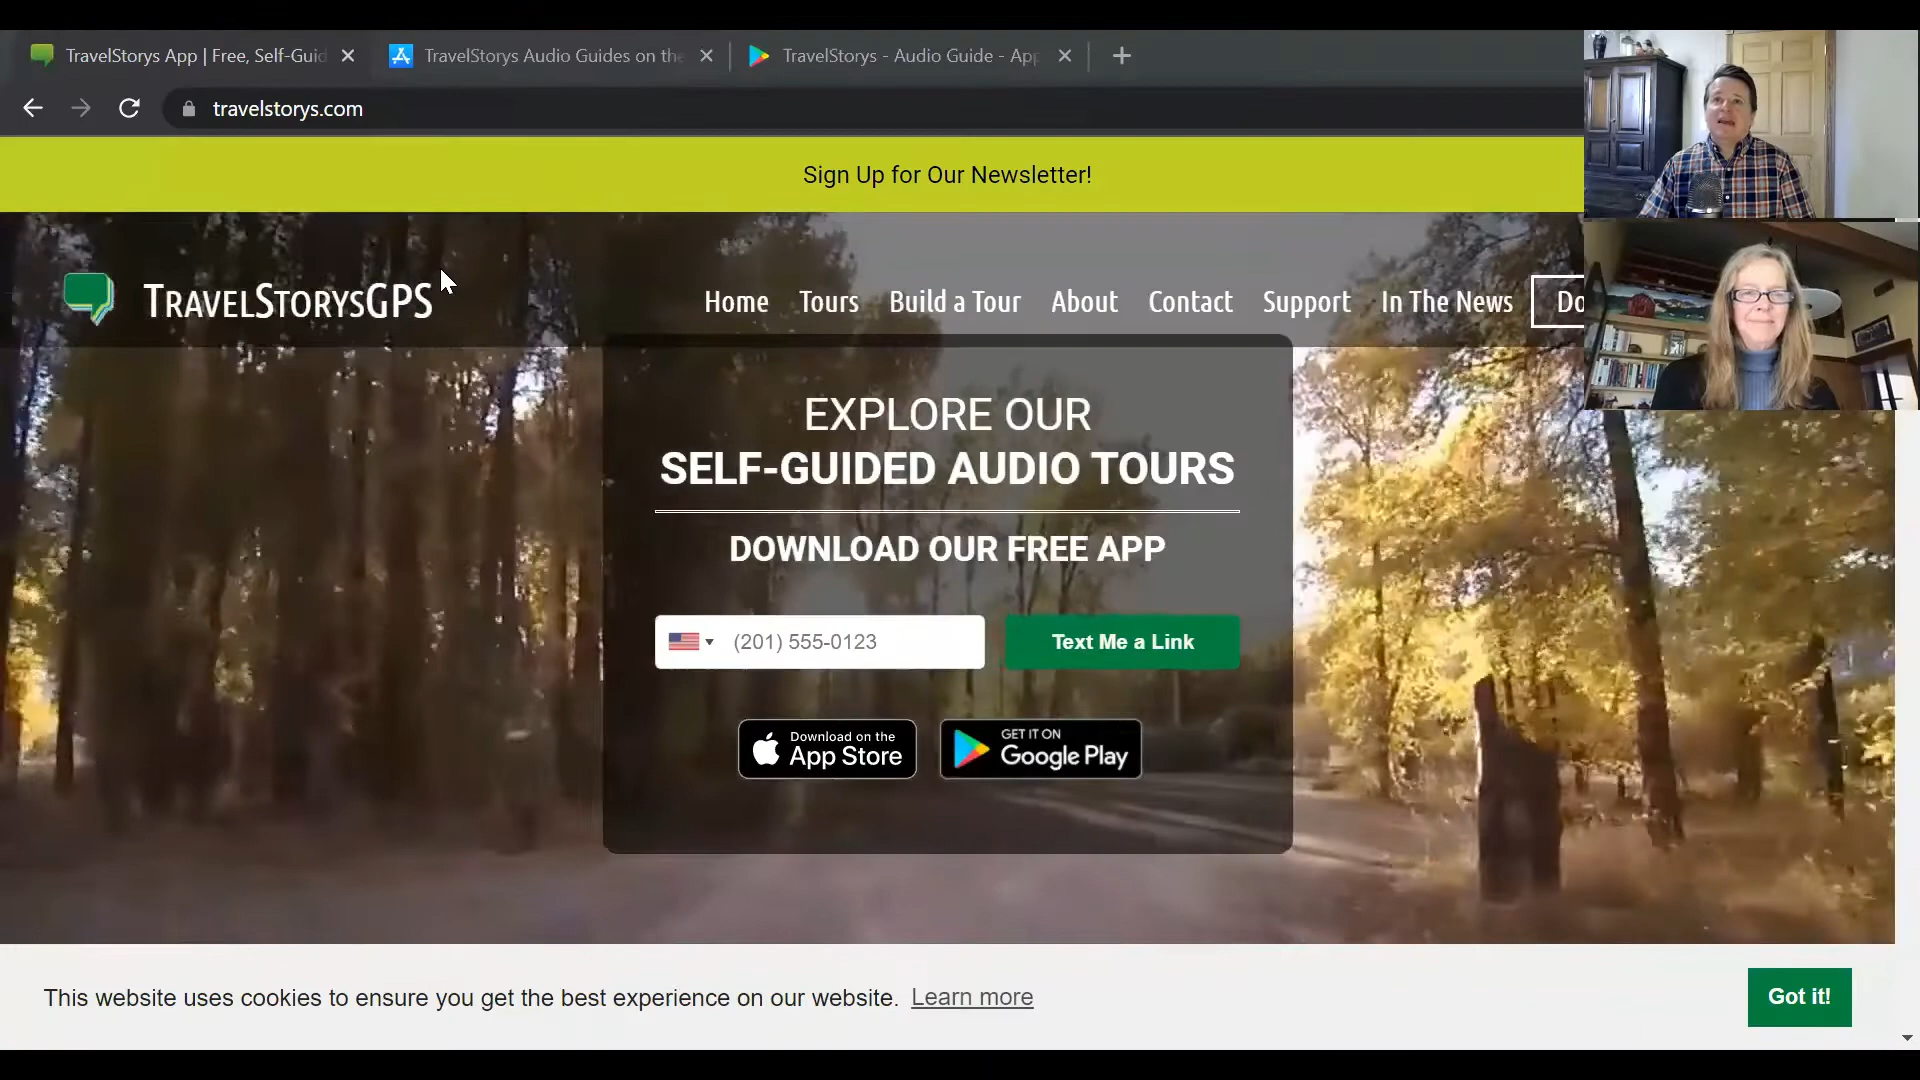 TravelStorys App | Free, Self-Guid
TravelStorys Audio Guides on the
TravelStorys - Audio Guide - App
travelstorys.com
Sign Up for Our Newsletter!
TRAVELSTORYSGPS
Home
Tours
Build a Tour
About
Contact
Support
In The News
Do
EXPLORE OUR
SELF-GUIDED AUDIO TOURS
DOWNLOAD OUR FREE APP
(201) 555-0123
Text Me a Link
Download on the
App Store
GET IT ON
Google Play
This website uses cookies to ensure you get the best experience on our website. Learn more
Got it!